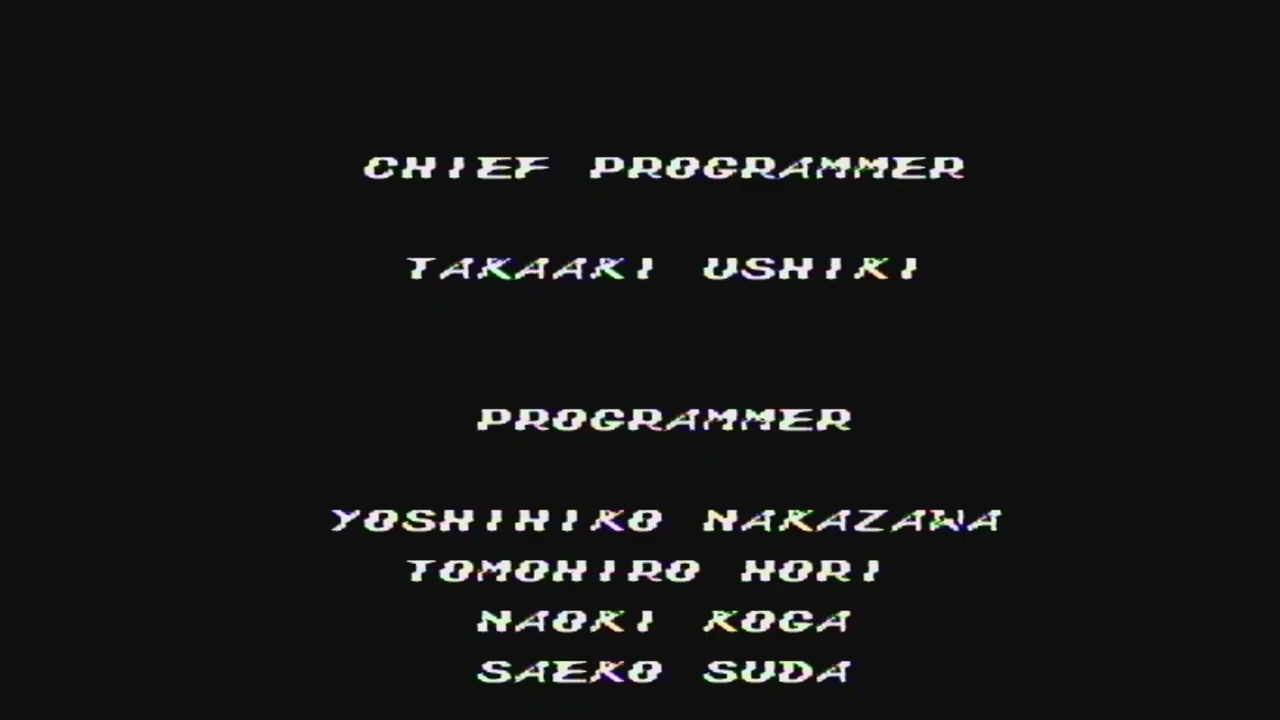 CHIEF PROGRAMMER
TAKAAKI USHIKI
PROGRAMMER
YOSHIHIKO NAKAZAWA
TOMOHIRO HORI
NAOKI KOGA
SAEKO SUDA